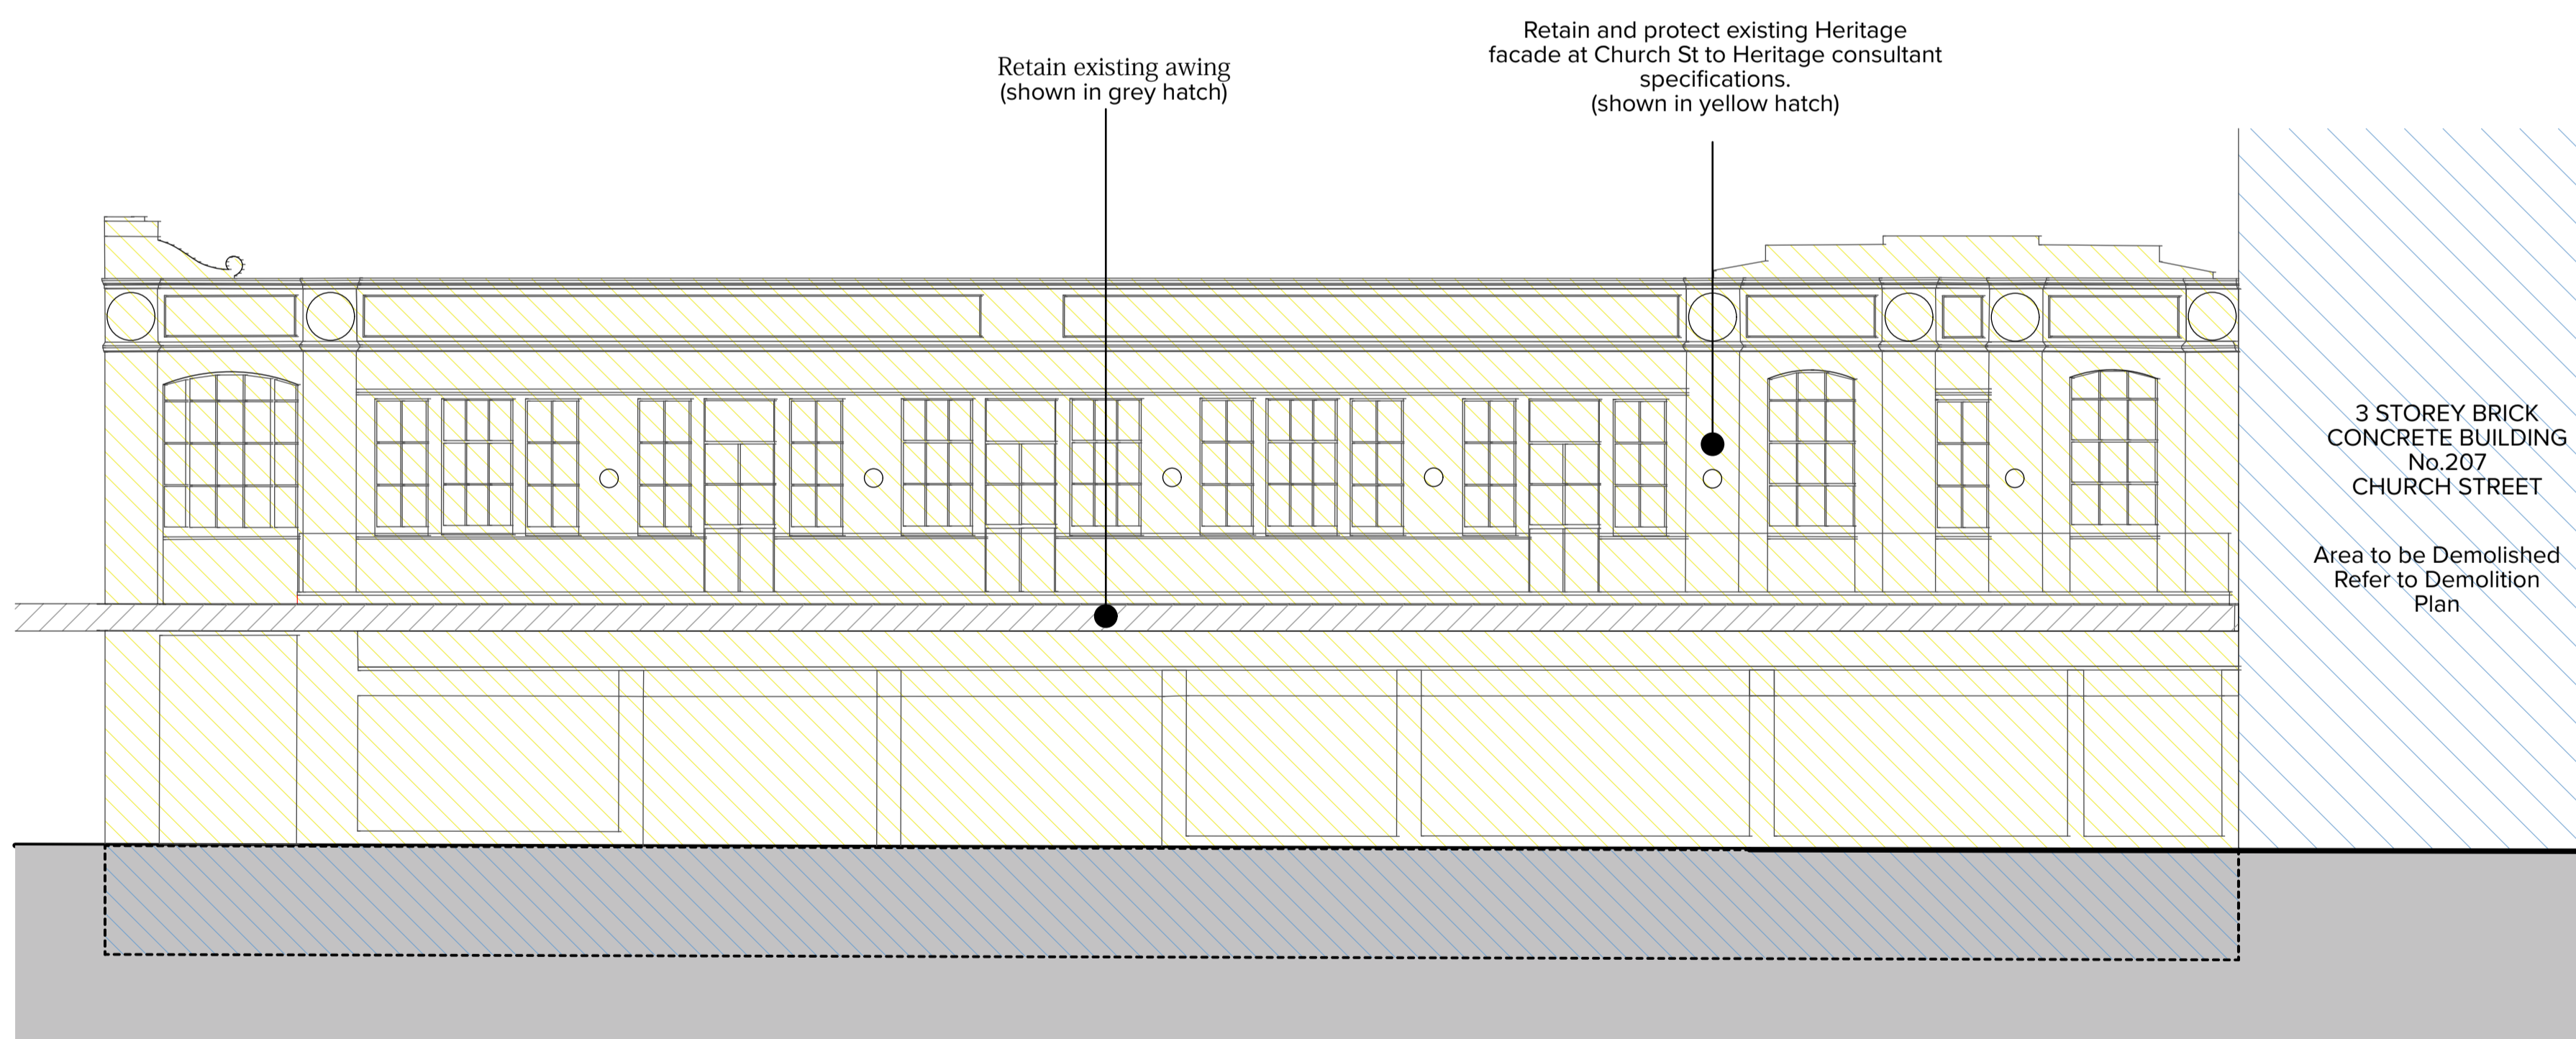 Retain existing awing
(shown in grey hatch)
Retain and protect existing Heritage
facade at Church St to Heritage consultant
specifications.
(shown in yellow hatch)
3 STOREY BRICK
CONCRETE BUILDING
No.207
CHURCH STREET
Area to be Demolished
Refer to Demolition
Plan